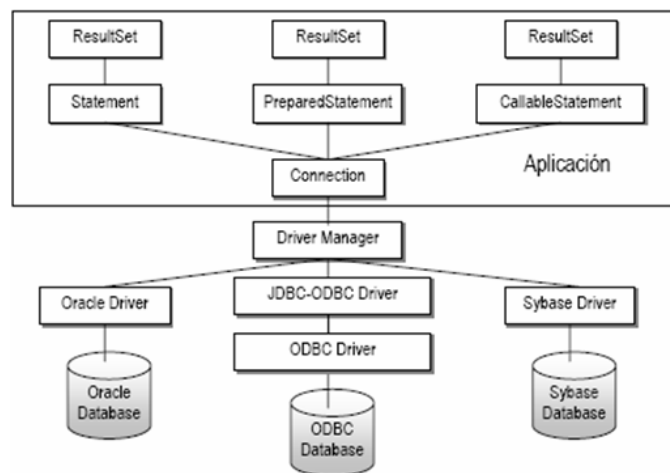 ResultSet
ResultSet
ResultSet
Statement
PreparedStatement
CallableStatement
Connection
Aplicación
Driver Manager
Oracle Driver
JDBC-ODBC Driver
Sybase Driver
ODBC Driver
Oracle
Database
ODBC
Database
Sybase
Database